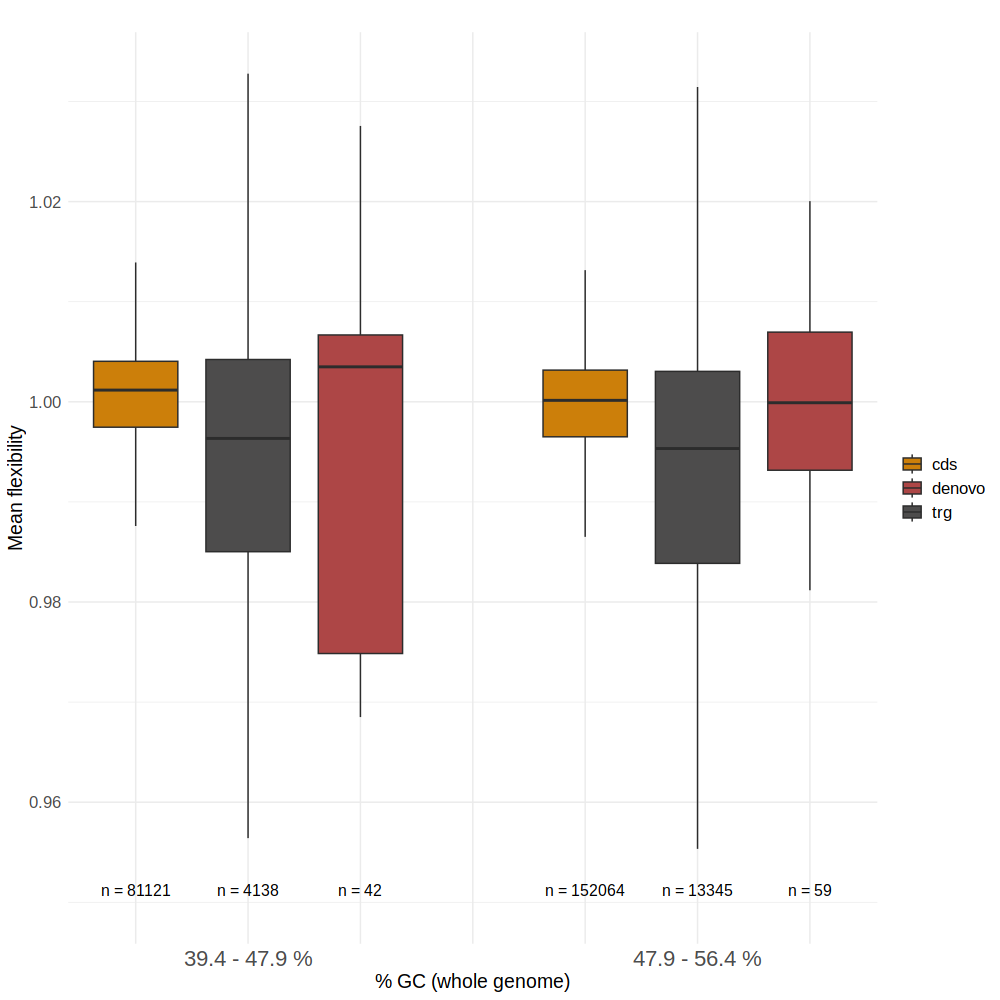 Mean flexibility
1.02
1.00
0.98
0.96
n = 81121
n = 4138
n = 42
n = 152064
n = 13345
n = 59
39.4 - 47.9 %
47.9 - 56.4 %
% GC (whole genome)
cds
denovo
trg